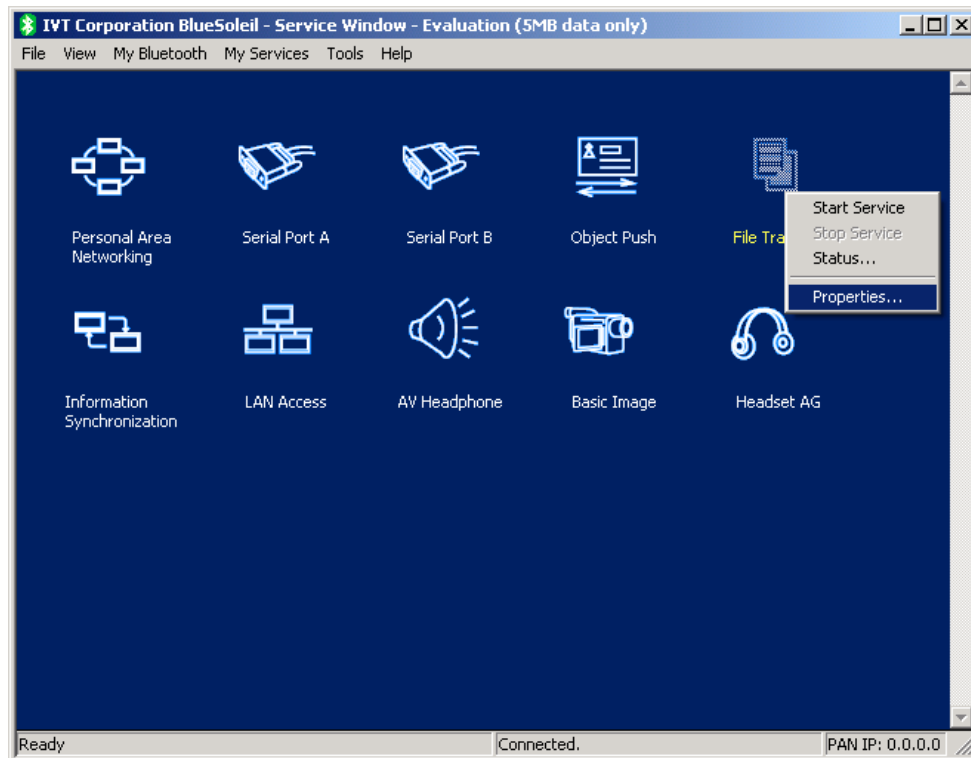 IVT Corporation BlueSoleil - Service Window - Evaluation (5MB data only)
File View My Bluetooth My Services Tools Help
Personal Area
Networking
Serial Port A
Serial Port B
Object Push
File Tra
Start Service
Stop Service
Status...
Properties...
Information
Synchronization
LAN Access
AV Headphone
Basic Image
Headset AG
Ready
Connected.
PAN IP: 0.0.0.0